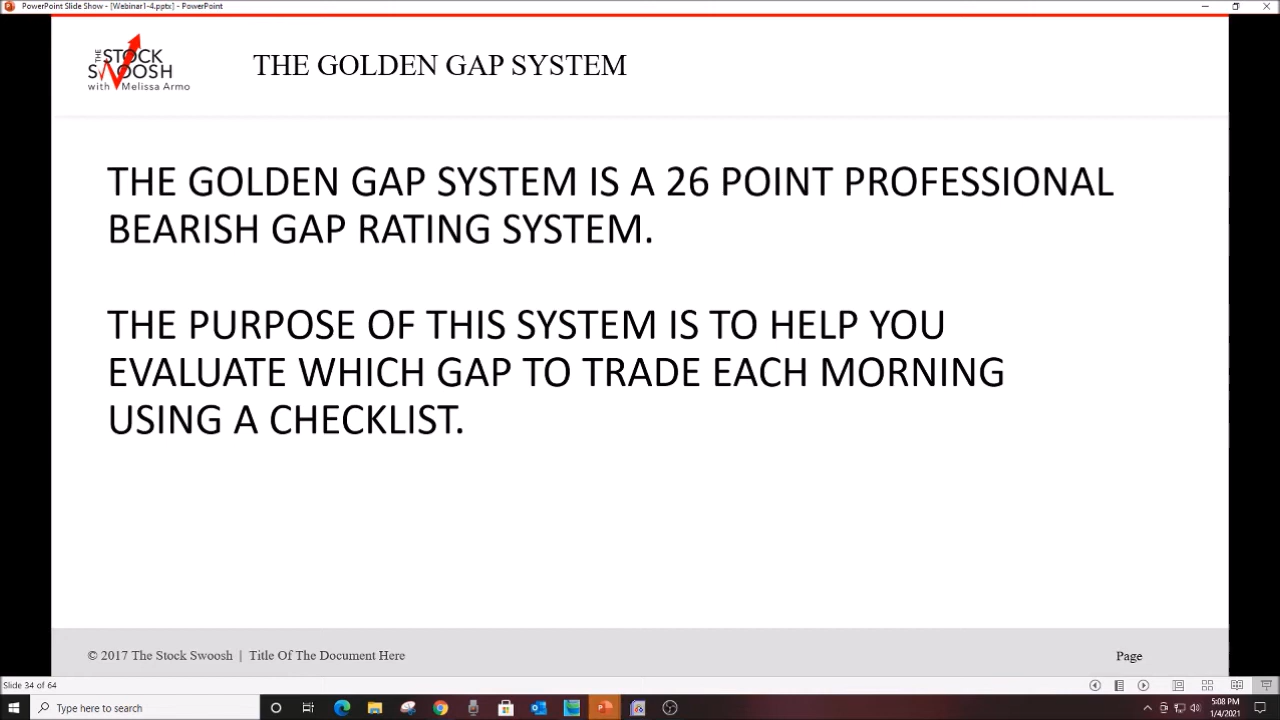 PowerPoint Slide Show - [Webinar1-4.pptx] - PowerPoint
THE STOCK
SWOOSH
with Melissa Armo
THE GOLDEN GAP SYSTEM
THE GOLDEN GAP SYSTEM IS A 26 POINT PROFESSIONAL
BEARISH GAP RATING SYSTEM.
THE PURPOSE OF THIS SYSTEM IS TO HELP YOU
EVALUATE WHICH GAP TO TRADE EACH MORNING
USING A CHECKLIST.
© 2017 The Stock Swoosh | Title Of The Document Here
Page
Slide 34 of 64
Type here to search
5:08 PM
1/4/2021